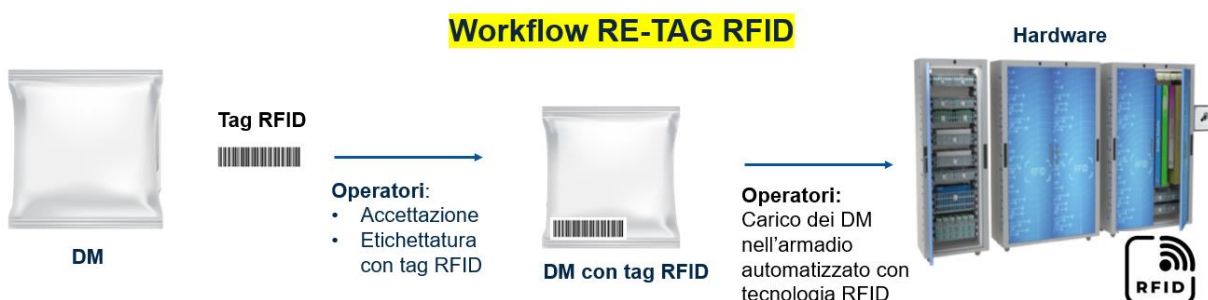 Workflow RE-TAG RFID
Hardware
Tag RFID
Operatori:
• Accettazione
• Etichettatura
con tag RFID
DM
DM con tag RFID
Operatori:
Carico dei DM
nell'armadio
automatizzato con
tecnologia RFID
RFID